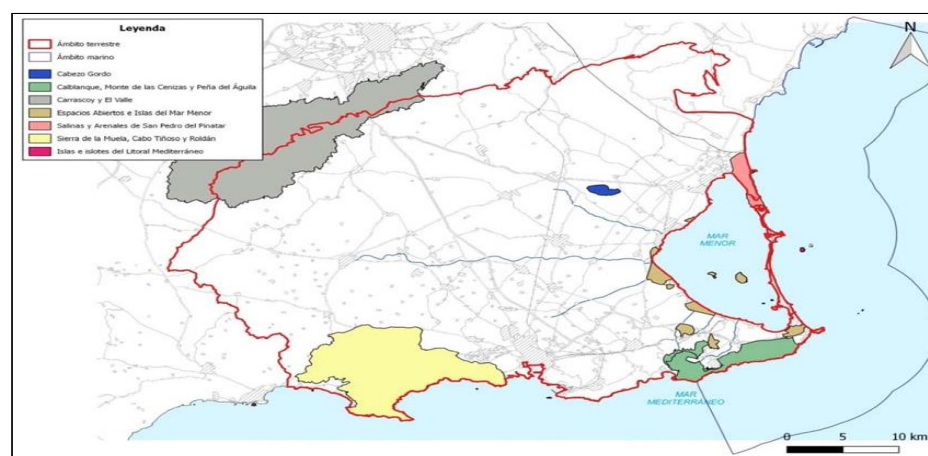 Leyenda
Ámbito terrestre
Ámbito marino
Cabezo Gordo
Calblanque, Monte de las Cenizas y Peña del Águila
Carrascoy y El Valle
Espacios Abiertos e Islas del Mar Menor
Salinas y Arenales de San Pedro del Pinatar
Sierra de la Muela, Cabo Tiñoso y Roldán
Islas e islotes del Litoral Mediterráneo
N
MAR
MENOR
MAR
MEDITERRÁNEO
0 5 10 km